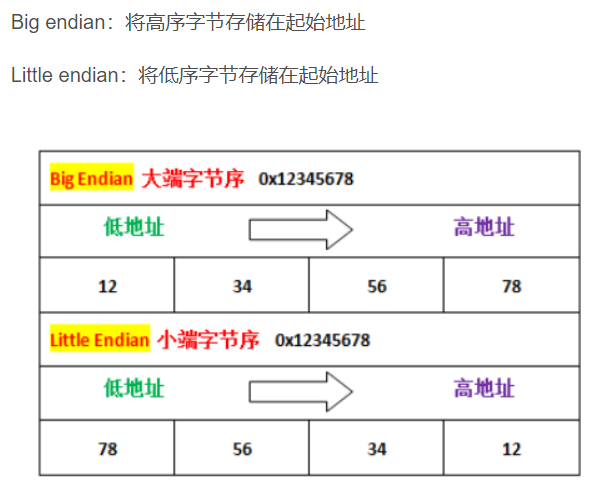 Big endian：将高序字节存储在起始地址
Little endian：将低序字节存储在起始地址
Big Endian 大端字节序 0x12345678
低地址 高地址
12 34 56 78
Little Endian 小端字节序 0x12345678
低地址 高地址
78 56 34 12